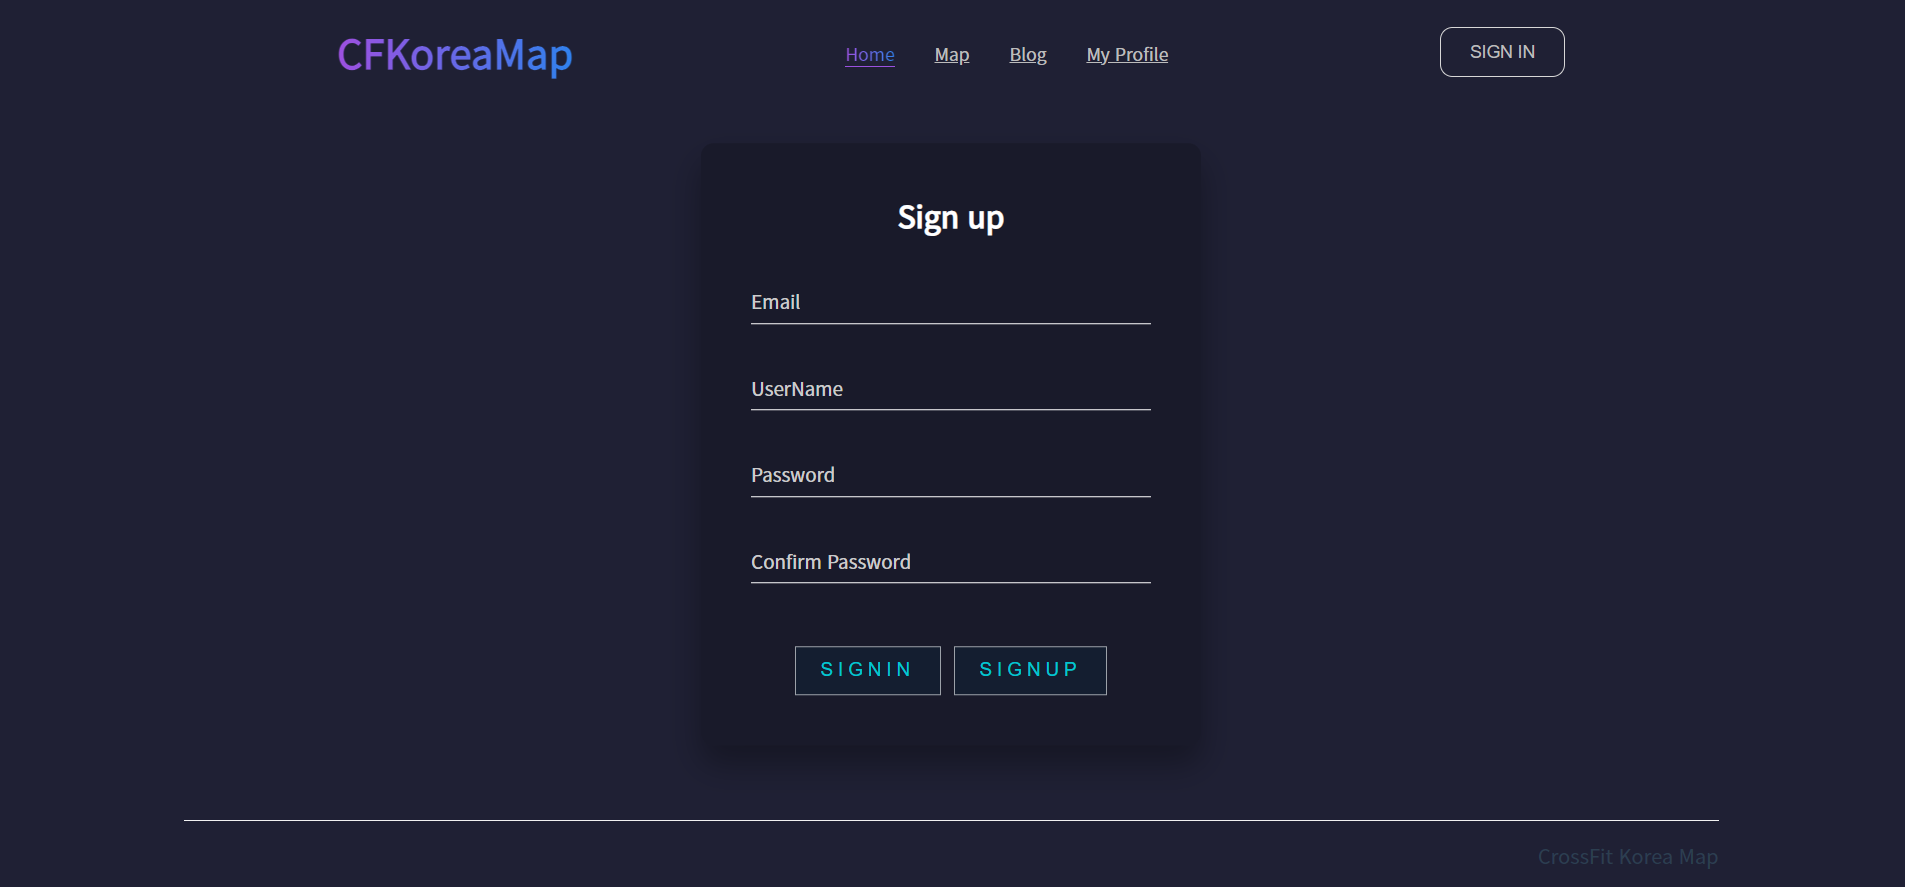 CFKoreaMap
Home Map Blog My Profile
SIGN IN
Sign up
Email
UserName
Password
Confirm Password
SIGNIN SIGNUP
CrossFit Korea Map